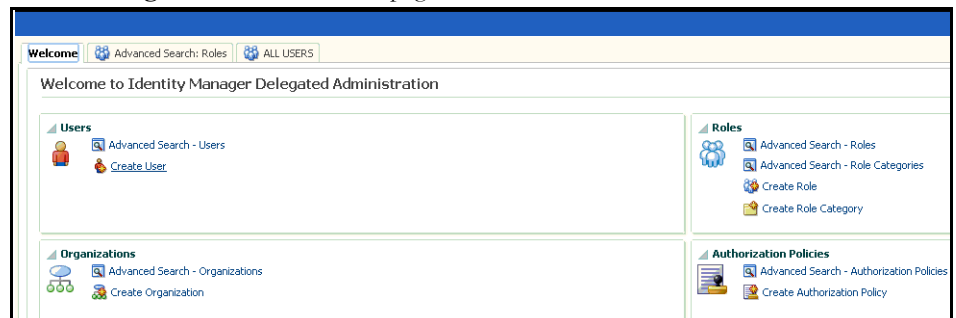 Welcome Advanced Search: Roles ALL USERS
Welcome to Identity Manager Delegated Administration
Users
Advanced Search - Users
Create User
Roles
Advanced Search - Roles
Advanced Search - Role Categories
Create Role
Create Role Category
Organizations
Advanced Search - Organizations
Create Organization
Authorization Policies
Advanced Search - Authorization Policies
Create Authorization Policy